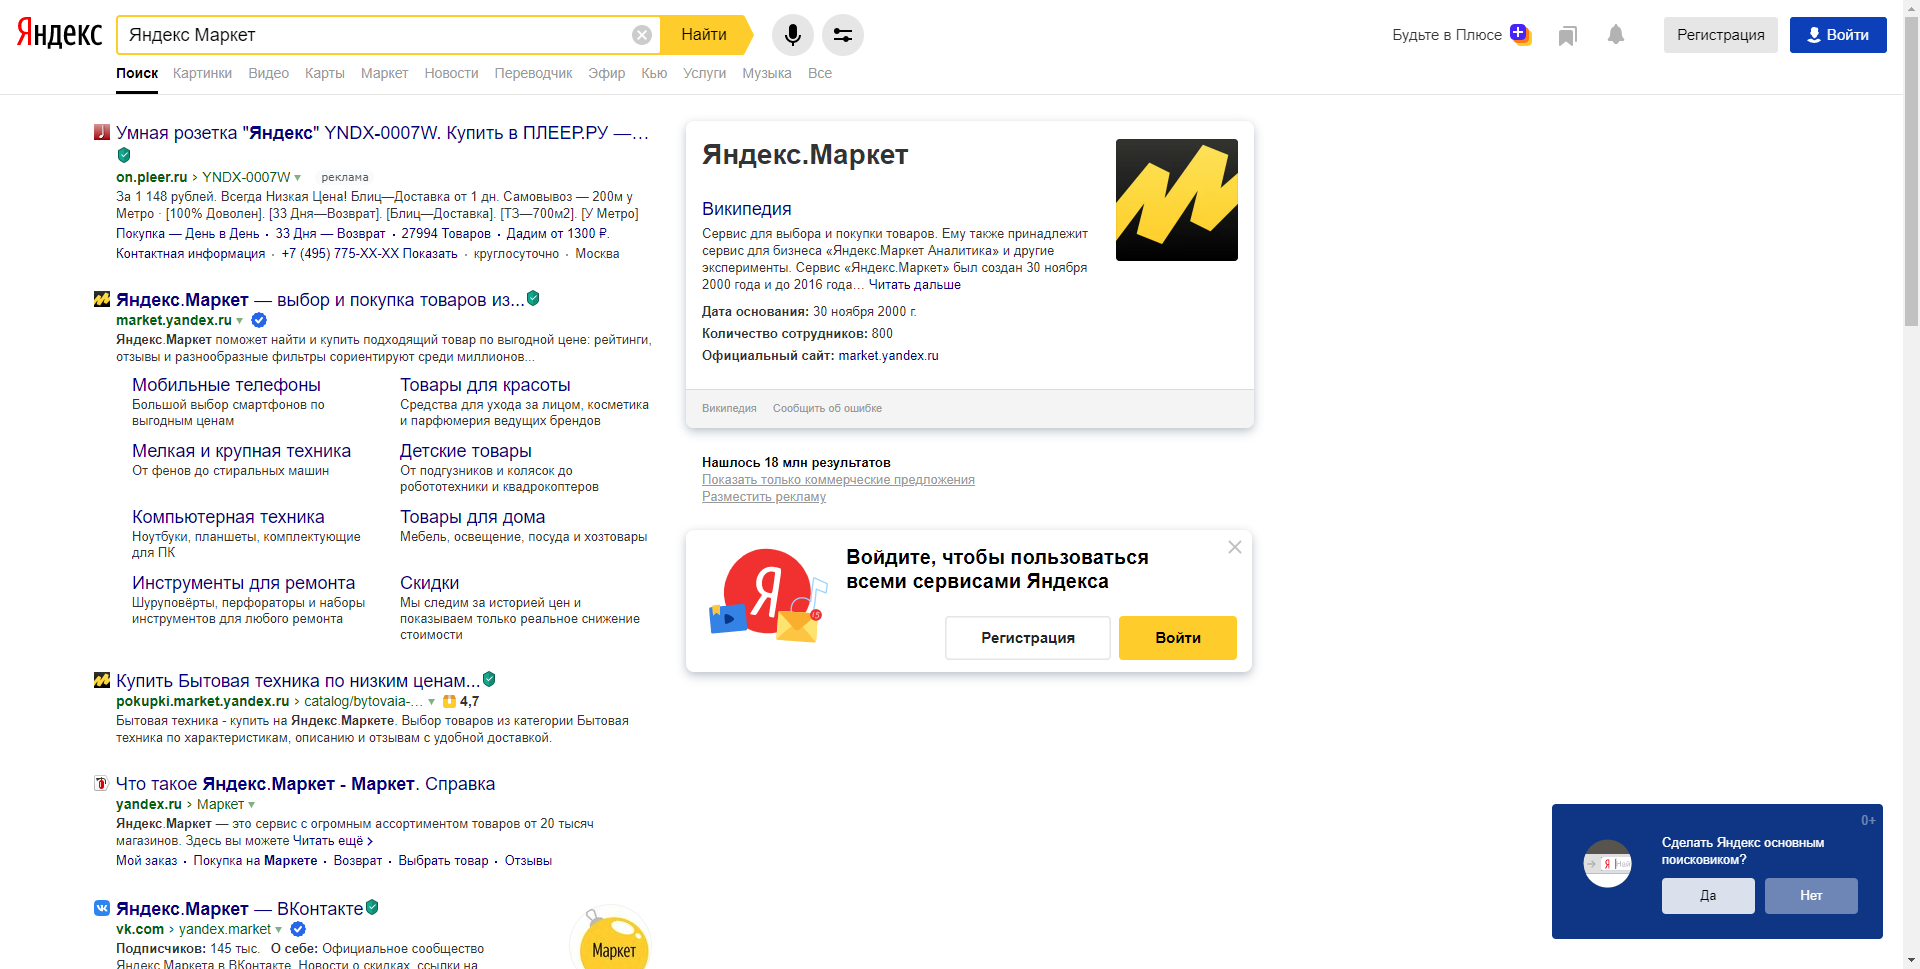 Яндекс
Яндекс Маркет
Найти
Будьте в Плюсе
Регистрация
Войти
Поиск Картинки Видео Карты Маркет Новости Переводчик Эфир Кью Услуги Музыка Все
Умная розетка "Яндекс" YNDX-0007W. Купить в ПЛЕЕР.РУ —...
on.pleer.ru › YNDX-0007W реклама
За 1 148 рублей. Всегда Низкая Цена! Блиц—Доставка от 1 дн. Самовывоз — 200м у
Метро · [100% Доволен]. [33 Дня—Возврат]. [Блиц—Доставка]. [ТЗ—700м2]. [У Метро]
Покупка — День в День · 33 Дня — Возврат · 27994 Товаров · Дадим от 1300 ₽.
Контактная информация · +7 (495) 775-XX-XX Показать · круглосуточно · Москва
Яндекс.Маркет — выбор и покупка товаров из...
market.yandex.ru
Яндекс.Маркет поможет найти и купить подходящий товар по выгодной цене: рейтинги,
отзывы и разнообразные фильтры сориентируют среди миллионов...
Мобильные телефоны
Большой выбор смартфонов по
выгодным ценам
Товары для красоты
Средства для ухода за лицом, косметика
и парфюмерия ведущих брендов
Мелкая и крупная техника
От фенов до стиральных машин
Детские товары
От подгузников и колясок до
робототехники и квадрокоптеров
Компьютерная техника
Ноутбуки, планшеты, комплектующие
для ПК
Товары для дома
Мебель, освещение, посуда и хозтовары
Инструменты для ремонта
Шуруповёрты, перфораторы и наборы
инструментов для любого ремонта
Скидки
Мы следим за историей цен и
показываем только реальное снижение
стоимости
Купить Бытовая техника по низким ценам...
pokupki.market.yandex.ru › catalog/bytovaia-... 4,7
Бытовая техника - купить на Яндекс.Маркете. Выбор товаров из категории Бытовая
техника по характеристикам, описанию и отзывам с удобной доставкой.
Что такое Яндекс.Маркет - Маркет. Справка
yandex.ru › Маркет
Яндекс.Маркет — это сервис с огромным ассортиментом товаров от 20 тысяч
магазинов. Здесь вы можете Читать ещё ›
Мой заказ · Покупка на Маркете · Возврат · Выбрать товар · Отзывы
Яндекс.Маркет — ВКонтакте
vk.com › yandex.market
Подписчиков: 145 тыс. О себе: Официальное сообщество
Яндекс.Маркета в ВКонтакте. Новости о скидках, ссылки на
Маркет
Яндекс.Маркет
Википедия
Сервис для выбора и покупки товаров. Ему также принадлежит
сервис для бизнеса «Яндекс.Маркет Аналитика» и другие
эксперименты. Сервис «Яндекс.Маркет» был создан 30 ноября
2000 года и до 2016 года... Читать дальше
Дата основания: 30 ноября 2000 г.
Количество сотрудников: 800
Официальный сайт: market.yandex.ru
Википедия Сообщить об ошибке
Нашлось 18 млн результатов
Показать только коммерческие предложения
Разместить рекламу
Я
15
Войдите, чтобы пользоваться
всеми сервисами Яндекса
Регистрация
Войти
0+
Я Най
Сделать Яндекс основным
поисковиком?
Да
Нет